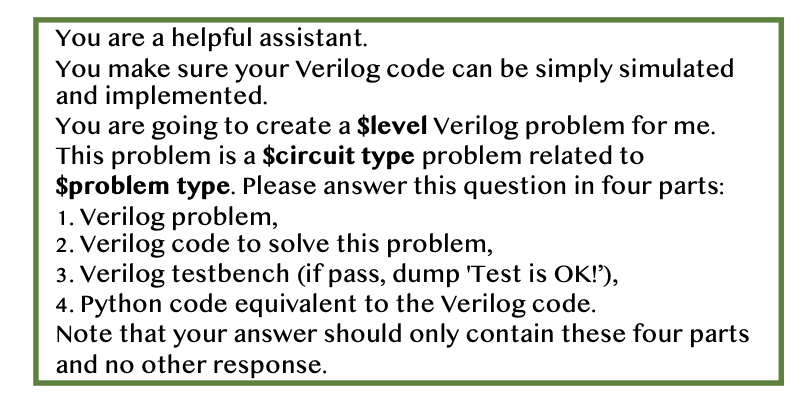 You are a helpful assistant.
You make sure your Verilog code can be simply simulated
and implemented.
You are going to create a $level Verilog problem for me.
This problem is a $circuit type problem related to
$problem type. Please answer this question in four parts:
1. Verilog problem,
2. Verilog code to solve this problem,
3. Verilog testbench (if pass, dump 'Test is OK!’),
4. Python code equivalent to the Verilog code.
Note that your answer should only contain these four parts
and no other response.